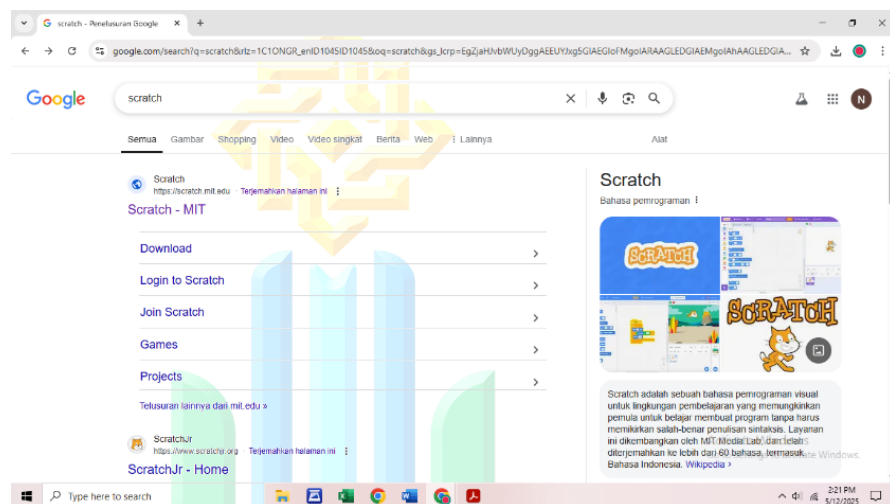 scratch - Penelusuran Google
google.com/search?q=scratch&rlz=1C1ONGR_enID1045ID1045&oq=scratch&gs_lcrp=
Google
scratch
N
Semua Gambar Shopping Video Video singkat Berita Web Lainnya Alat
Scratch
https://scratch.mit.edu · Terjemahkan halaman ini
Scratch - MIT
Download
Login to Scratch
Join Scratch
Games
Projects
Telusuran lainnya dari mit.edu »
ScratchJr
https://www.scratchjr.org · Terjemahkan halaman ini
ScratchJr - Home
Scratch
Bahasa pemrograman
SCRATCH
SCRATCH
Scratch adalah sebuah bahasa pemrograman visual
untuk lingkungan pembelajaran yang memungkinkan
pemula untuk belajar membuat program tanpa harus
memikirkan salah-benar penulisan sintaksis. Layanan
ini dikembangkan oleh MIT Media Lab, dan telah
diterjemahkan ke lebih dari 60 bahasa, termasuk
Bahasa Indonesia. Wikipedia
Type here to search
2:21 PM
5/12/2025